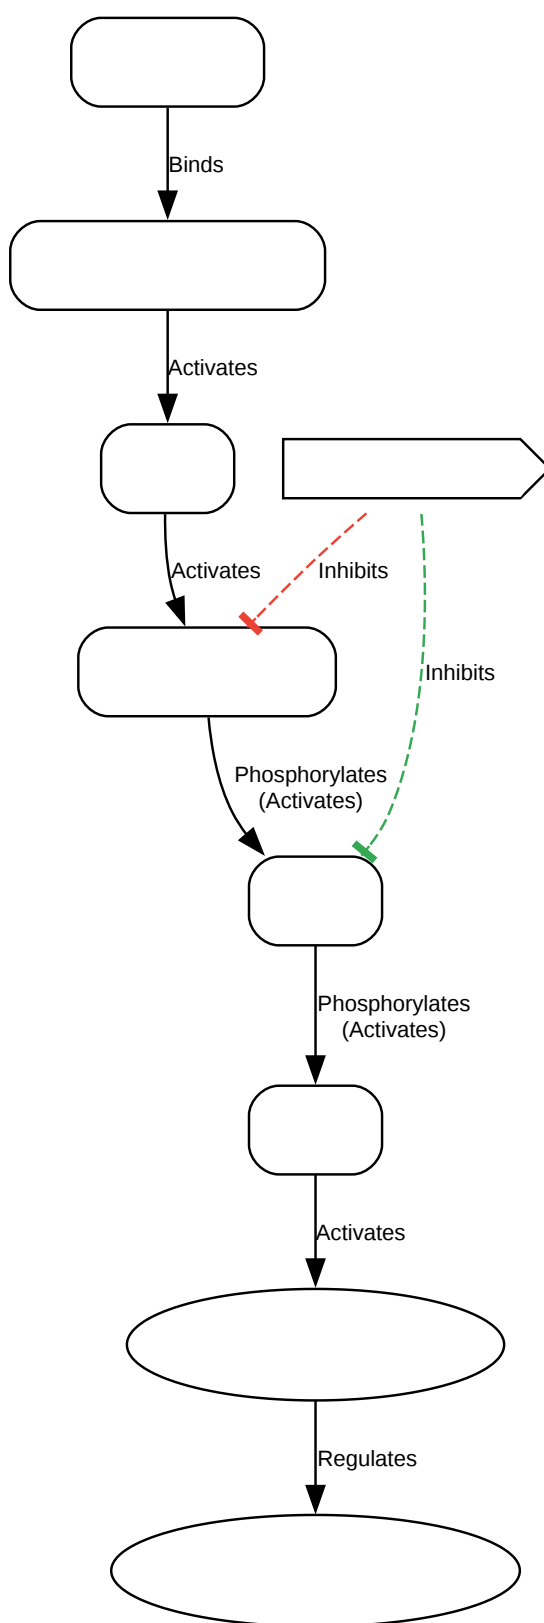 Binds
Activates
Activates
Inhibits
Inhibits
Phosphorylates
(Activates)
Phosphorylates
(Activates)
Activates
Regulates